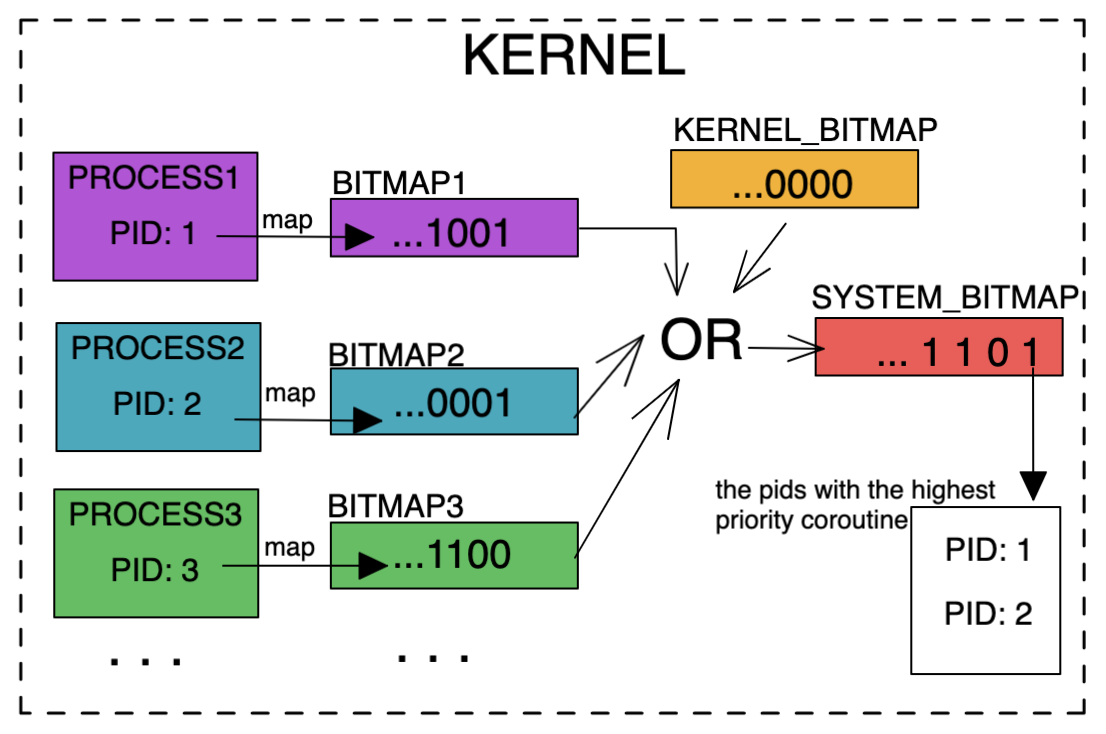 KERNEL
PROCESS1
PID: 1
map
BITMAP1
...1001
KERNEL_BITMAP
...0000
PROCESS2
PID: 2
map
BITMAP2
...0001
OR
SYSTEM_BITMAP
... 1 1 0 1
PROCESS3
PID: 3
map
BITMAP3
...1100
the pids with the highest
priority coroutine
PID: 1
PID: 2
. . .
. . .